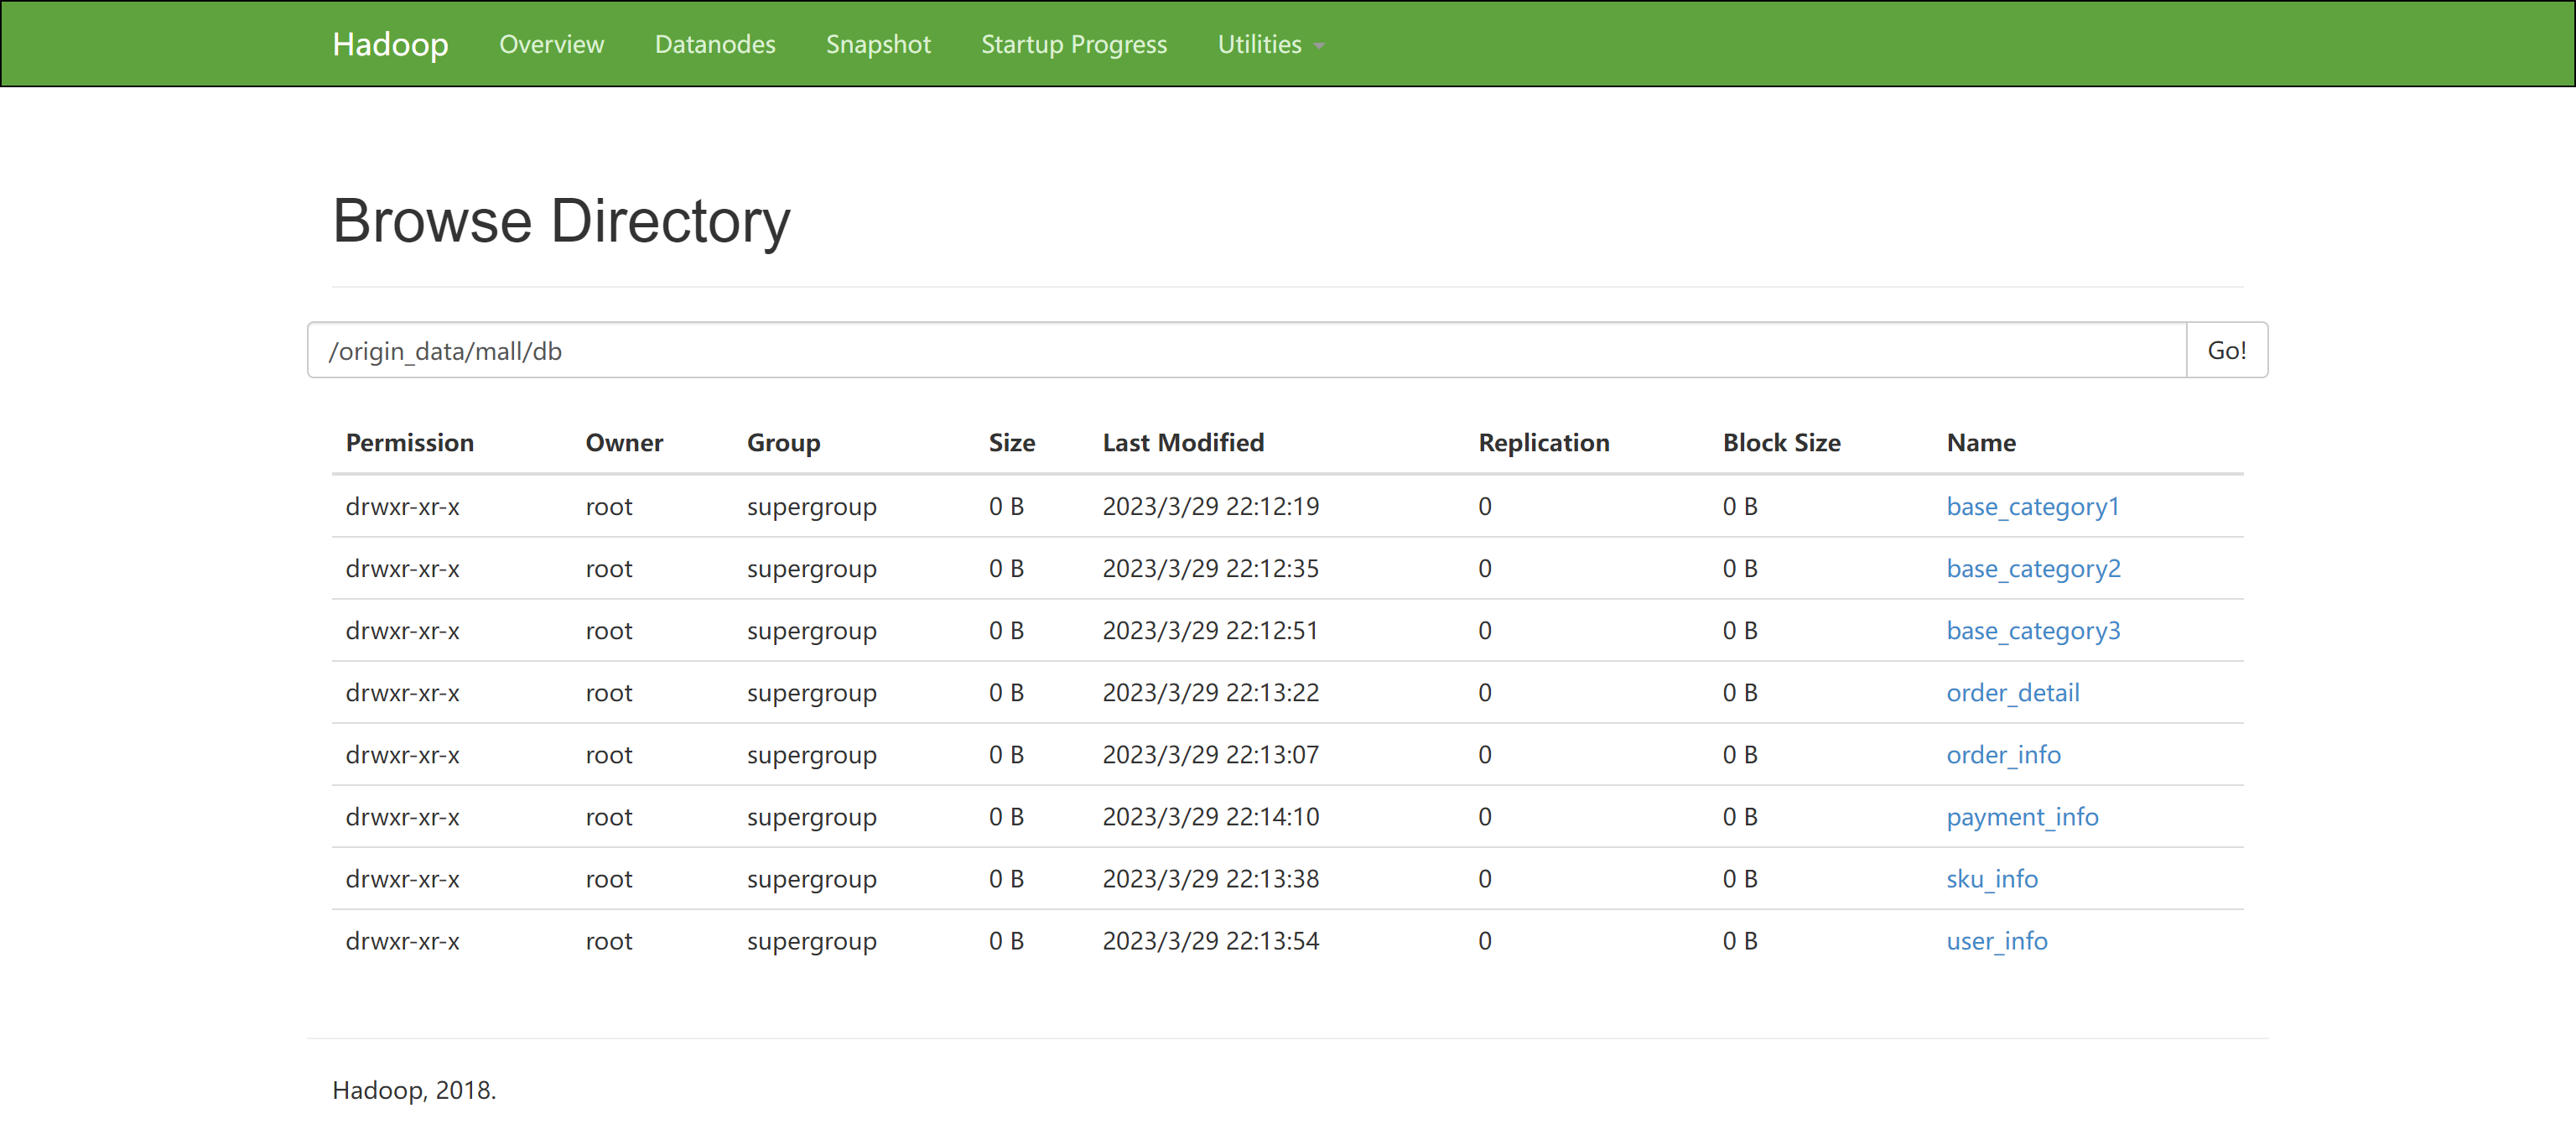 Hadoop Overview Datanodes Snapshot Startup Progress Utilities
Browse Directory
/origin_data/mall/db Go!
Permission Owner Group Size Last Modified Replication Block Size Name
drwxr-xr-x root supergroup 0 B 2023/3/29 22:12:19 0 0 B base_category1
drwxr-xr-x root supergroup 0 B 2023/3/29 22:12:35 0 0 B base_category2
drwxr-xr-x root supergroup 0 B 2023/3/29 22:12:51 0 0 B base_category3
drwxr-xr-x root supergroup 0 B 2023/3/29 22:13:22 0 0 B order_detail
drwxr-xr-x root supergroup 0 B 2023/3/29 22:13:07 0 0 B order_info
drwxr-xr-x root supergroup 0 B 2023/3/29 22:14:10 0 0 B payment_info
drwxr-xr-x root supergroup 0 B 2023/3/29 22:13:38 0 0 B sku_info
drwxr-xr-x root supergroup 0 B 2023/3/29 22:13:54 0 0 B user_info
Hadoop, 2018.